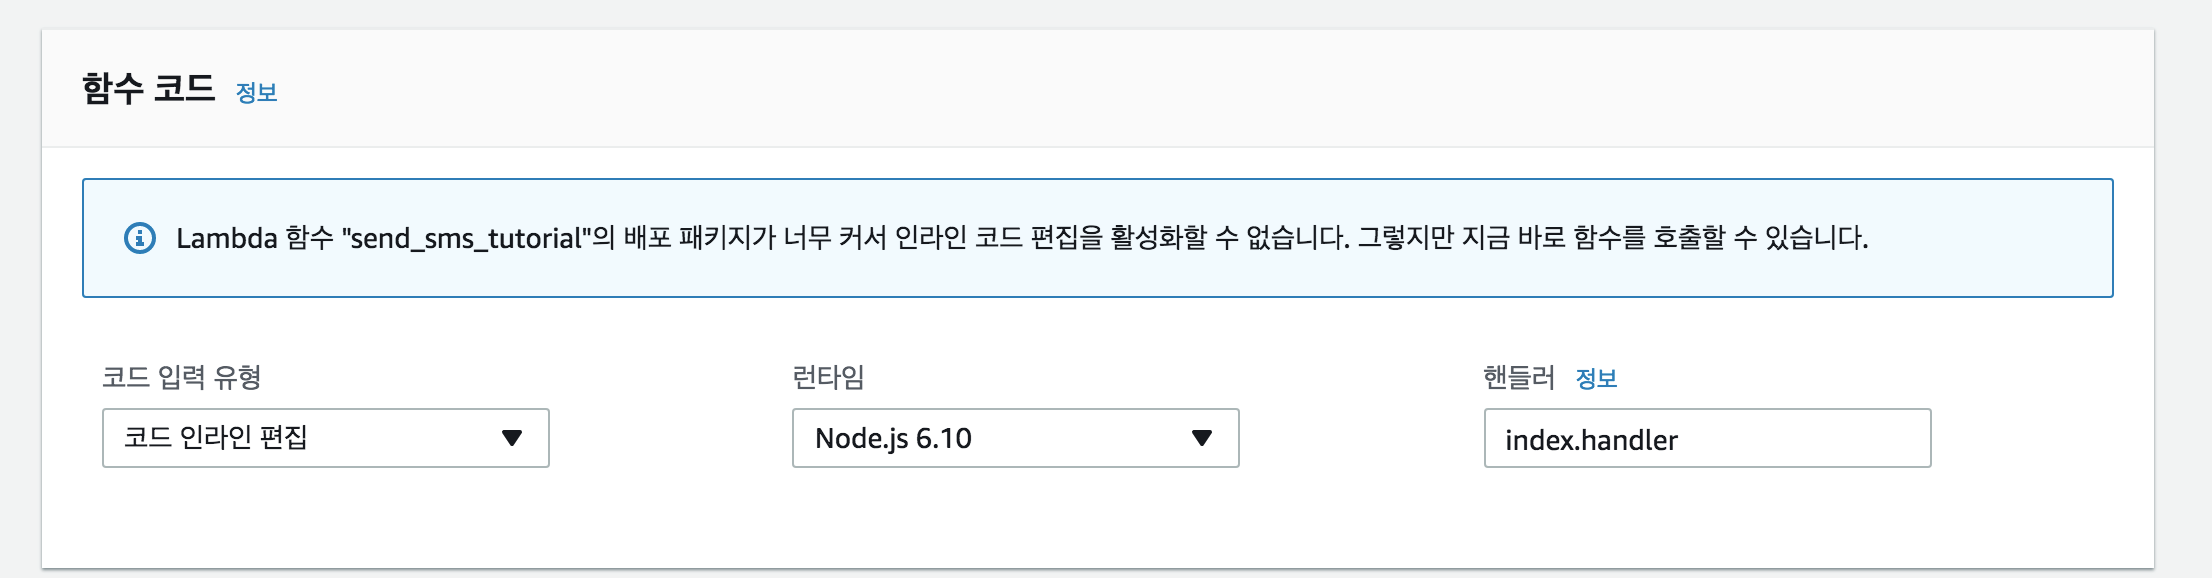 함수 코드 정보
Lambda 함수 "send_sms_tutorial"의 배포 패키지가 너무 커서 인라인 코드 편집을 활성화할 수 없습니다. 그렇지만 지금 바로 함수를 호출할 수 있습니다.
코드 입력 유형
코드 인라인 편집
런타임
Node.js 6.10
핸들러 정보
index.handler